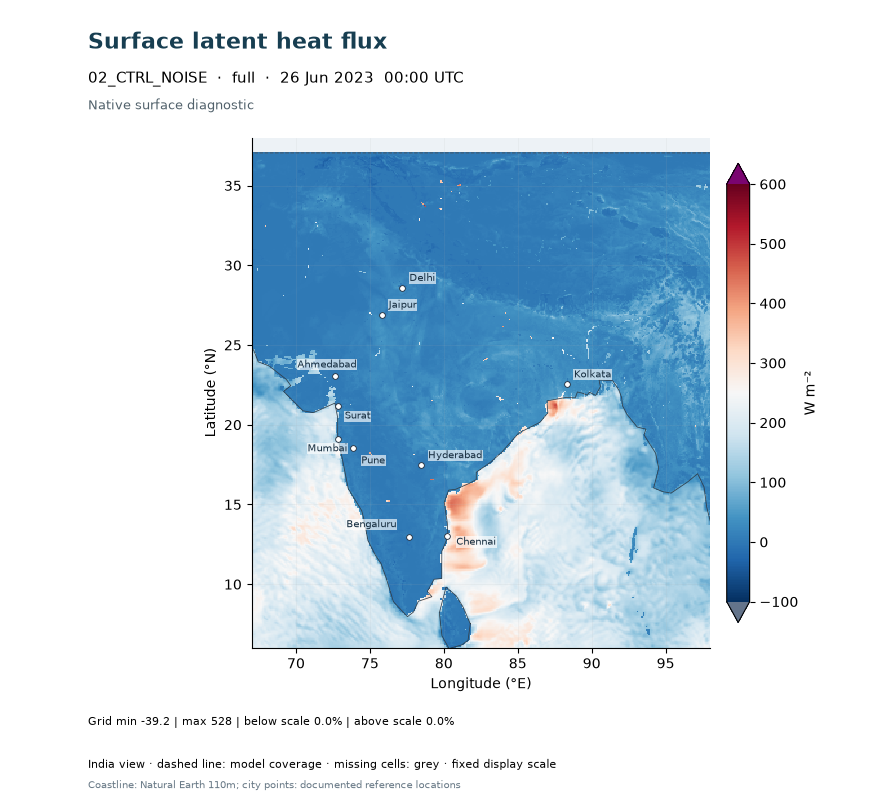 Surface latent heat flux
02_CTRL_NOISE · full · 26 Jun 2023 00:00 UTC
Native surface diagnostic
600
35
500
Delhi
30
400
Jaipur
25
300
Ahmedabad
Kolkata
Surat
20
200
Mumbai
Pune
Hyderabad
15
100
Bengaluru
Chennai
0
10
−100
Latitude (°N)
W m⁻²
70 75 80 85 90 95
Longitude (°E)
Grid min -39.2 | max 528 | below scale 0.0% | above scale 0.0%
India view · dashed line: model coverage · missing cells: grey · fixed display scale
Coastline: Natural Earth 110m; city points: documented reference locations